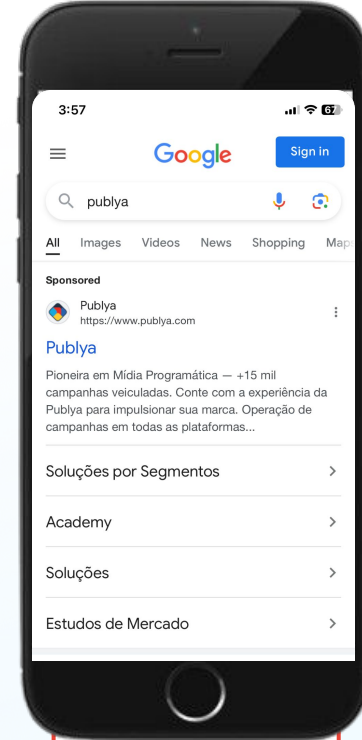 3:57
67
Google
Sign in
publya
All Images Videos News Shopping
Sponsored
Publya
https://www.publya.com
Publya
Pioneira em Mídia Programática — +15 mil
campanhas veiculadas. Conte com a experiência da
Publya para impulsionar sua marca. Operação de
campanhas em todas as plataformas...
Soluções por Segmentos
Academy
Soluções
Estudos de Mercado